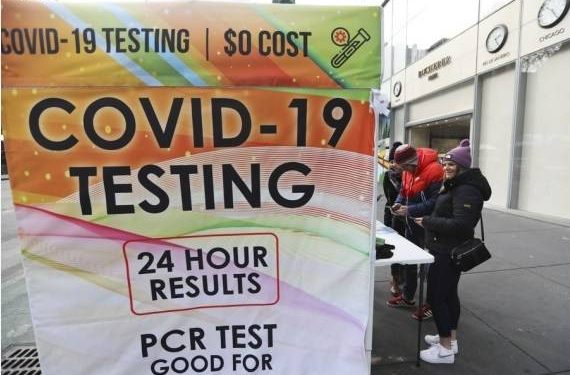 COVID-19 TESTING | $0 COST
COVID-19
TESTING
24 HOUR
RESULTS
PCR TEST
GOOD FOR
CHICAGO